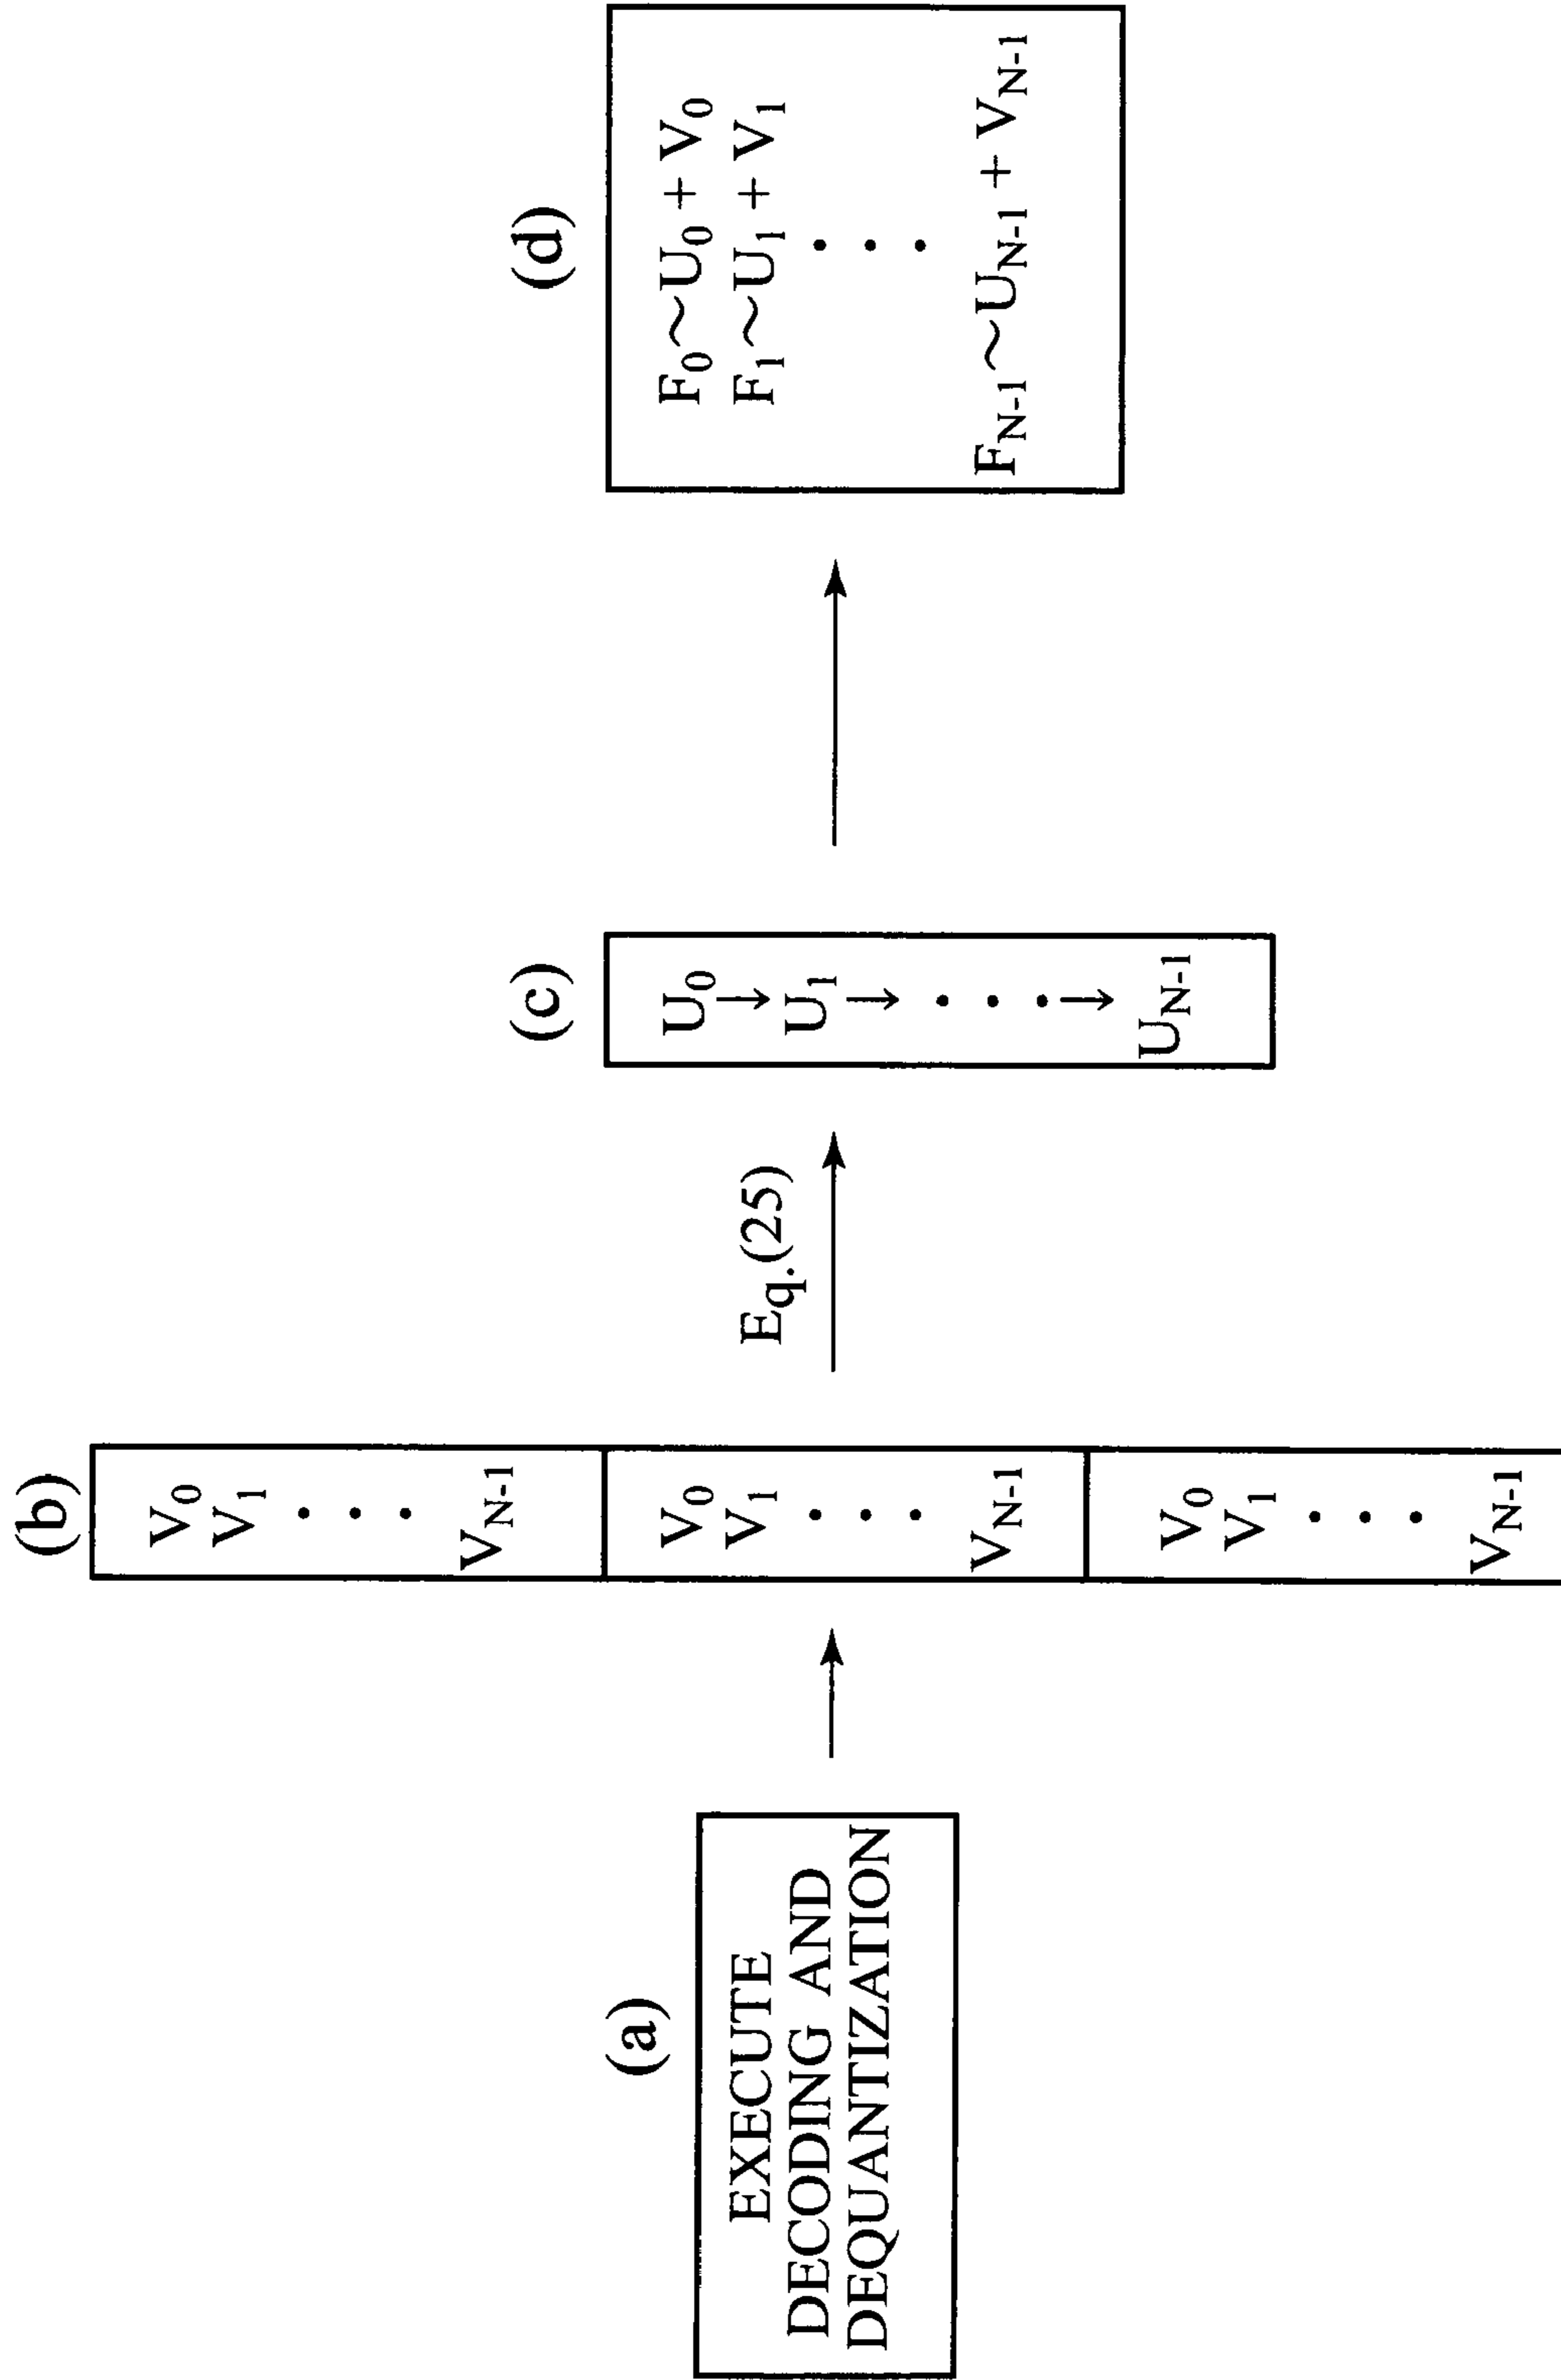 (a)
EXECUTE
DECODING AND
DEQUANTIZATION
(b)
V0
V1
V N-1
V0
V1
V N-1
V0
V1
V N-1
Eq.(25)
(c)
U0
U1
U N-1
(d)
F0~U0 + V0
F1~U1 + V1
F N-1~U N-1 + V N-1